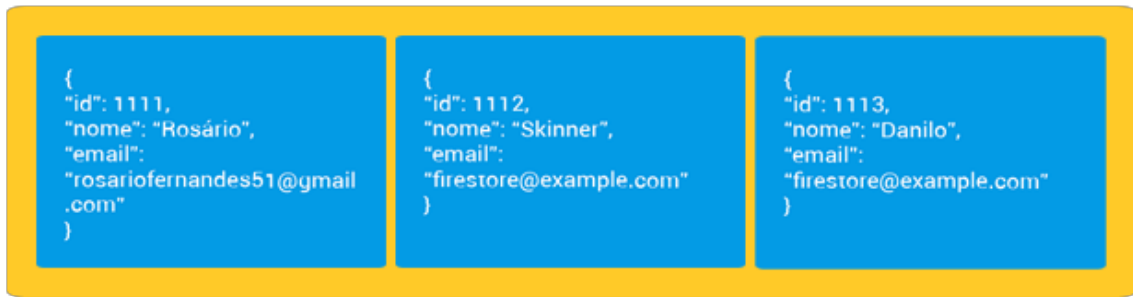 {
“id”: 1111,
“nome”: “Rosário”,
“email”:
“rosariofernandes51@gmail
.com”
}
{
“id”: 1112,
“nome”: “Skinner”,
“email”:
“firestore@example.com”
}
{
“id”: 1113,
“nome”: “Danilo”,
“email”:
“firestore@example.com”
}